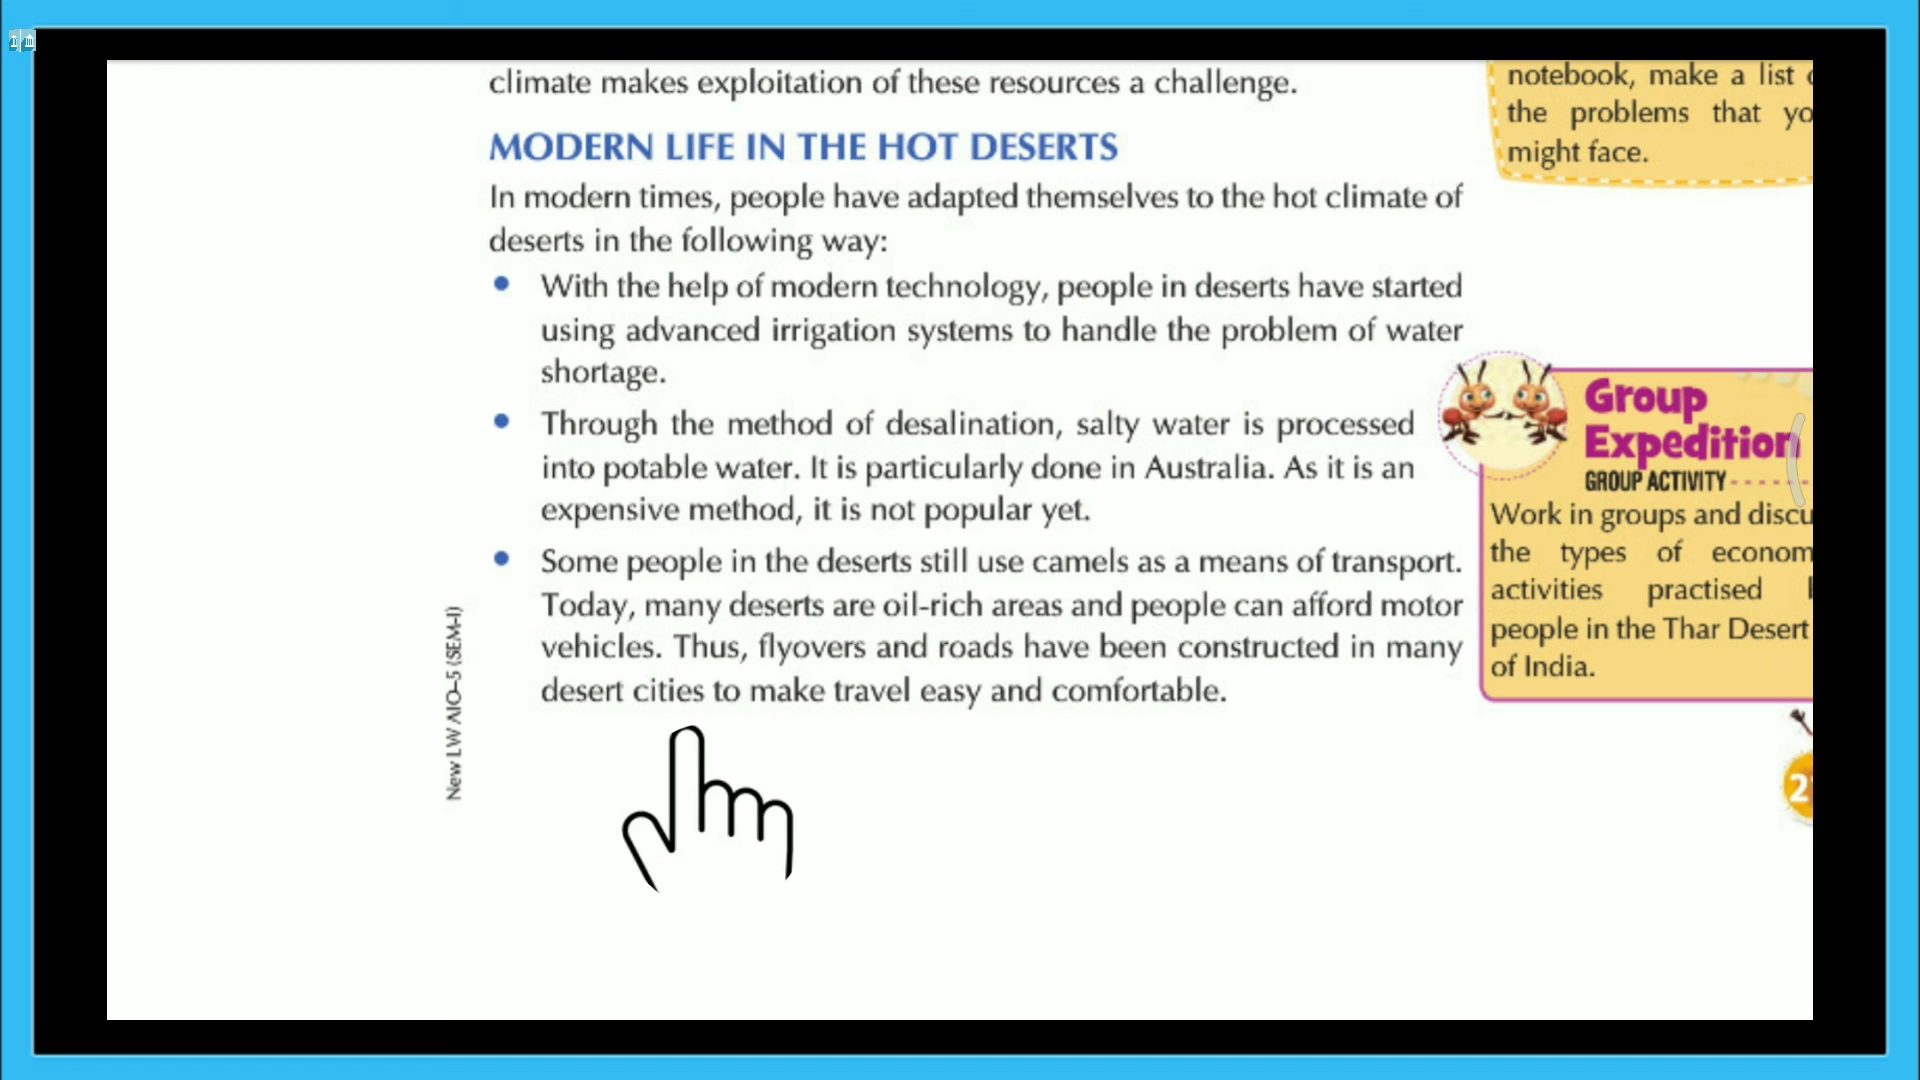 climate makes exploitation of these resources a challenge.
MODERN LIFE IN THE HOT DESERTS
In modern times, people have adapted themselves to the hot climate of
deserts in the following way:
• With the help of modern technology, people in deserts have started
using advanced irrigation systems to handle the problem of water
shortage.
• Through the method of desalination, salty water is processed
into potable water. It is particularly done in Australia. As it is an
expensive method, it is not popular yet.
• Some people in the deserts still use camels as a means of transport.
Today, many deserts are oil-rich areas and people can afford motor
vehicles. Thus, flyovers and roads have been constructed in many
desert cities to make travel easy and comfortable.
New LW AIO–5 (SEM-I)
notebook, make a list
the problems that yo
might face.
Group
Expedition
GROUP ACTIVITY
Work in groups and discu
the types of econom
activities practised
people in the Thar Desert
of India.
2